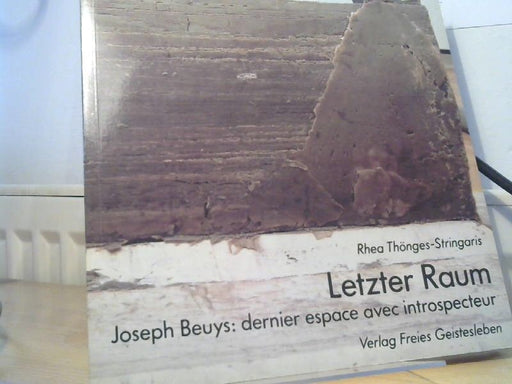 Rhea Thönges-Stringaris
Letzter Raum
Joseph Beuys: dernier espace avec introspecteur
Verlag Freies Geistesleben